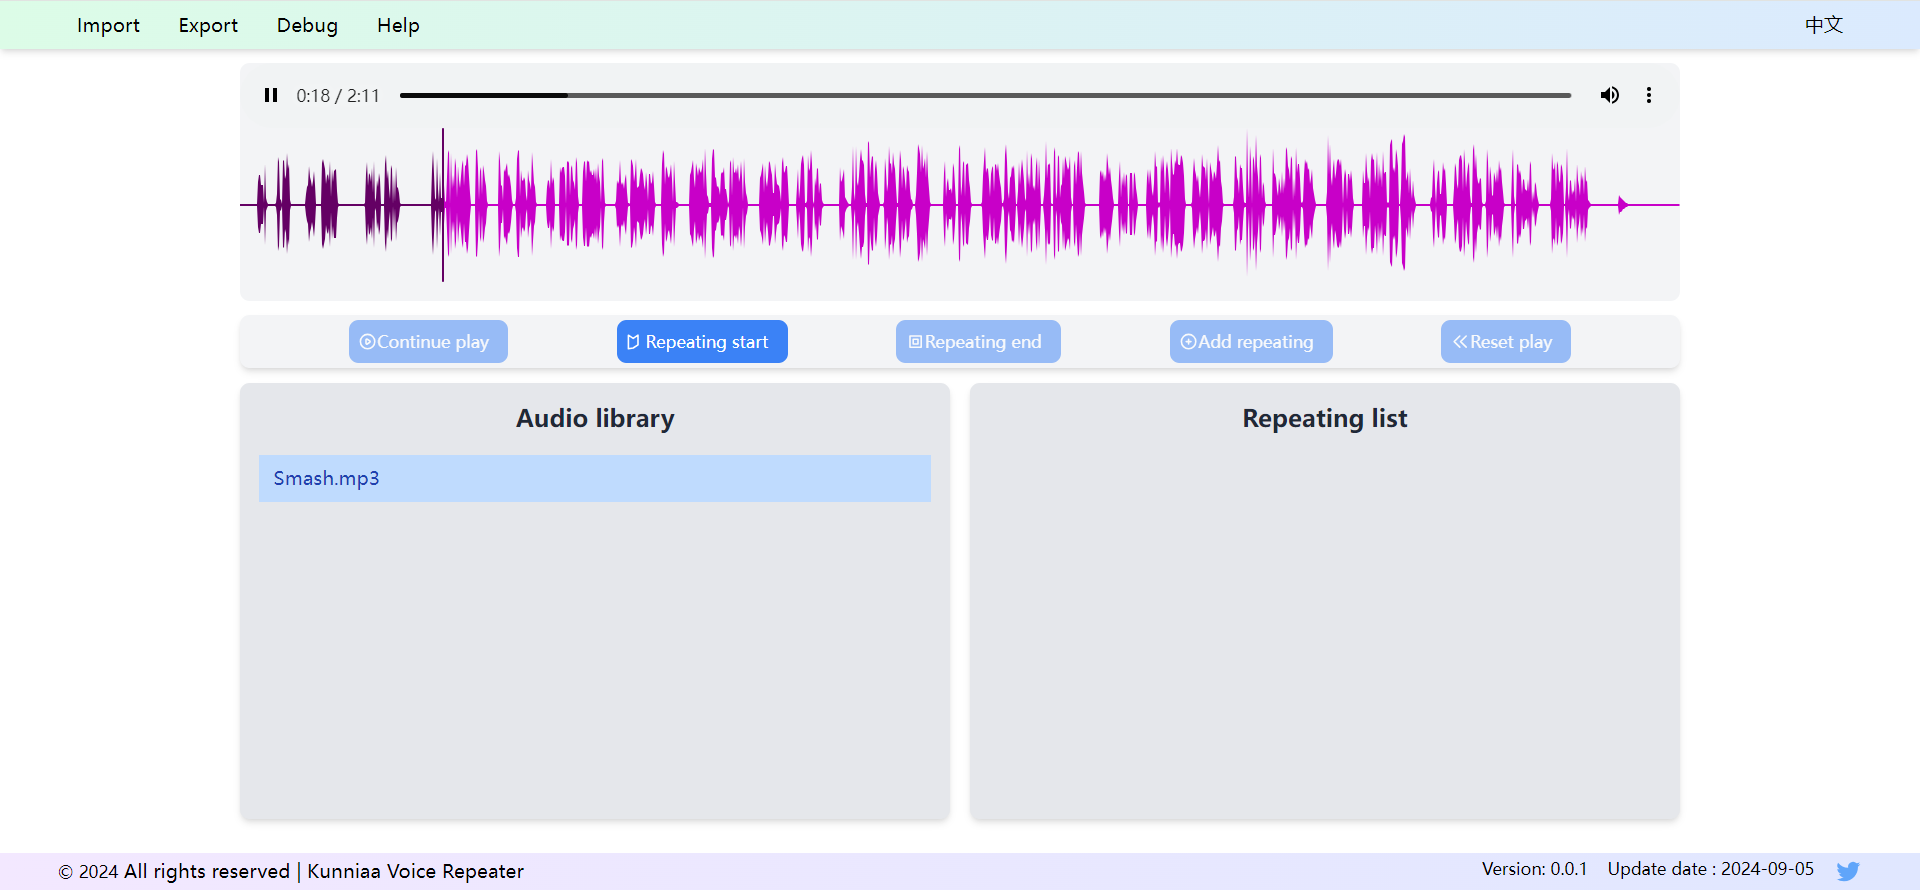 Import Export Debug Help 中文
0:18 / 2:11
Continue play Repeating start Repeating end Add repeating Reset play
Audio library
Smash.mp3
Repeating list
© 2024 All rights reserved | Kunniaa Voice Repeater
Version: 0.0.1 Update date : 2024-09-05